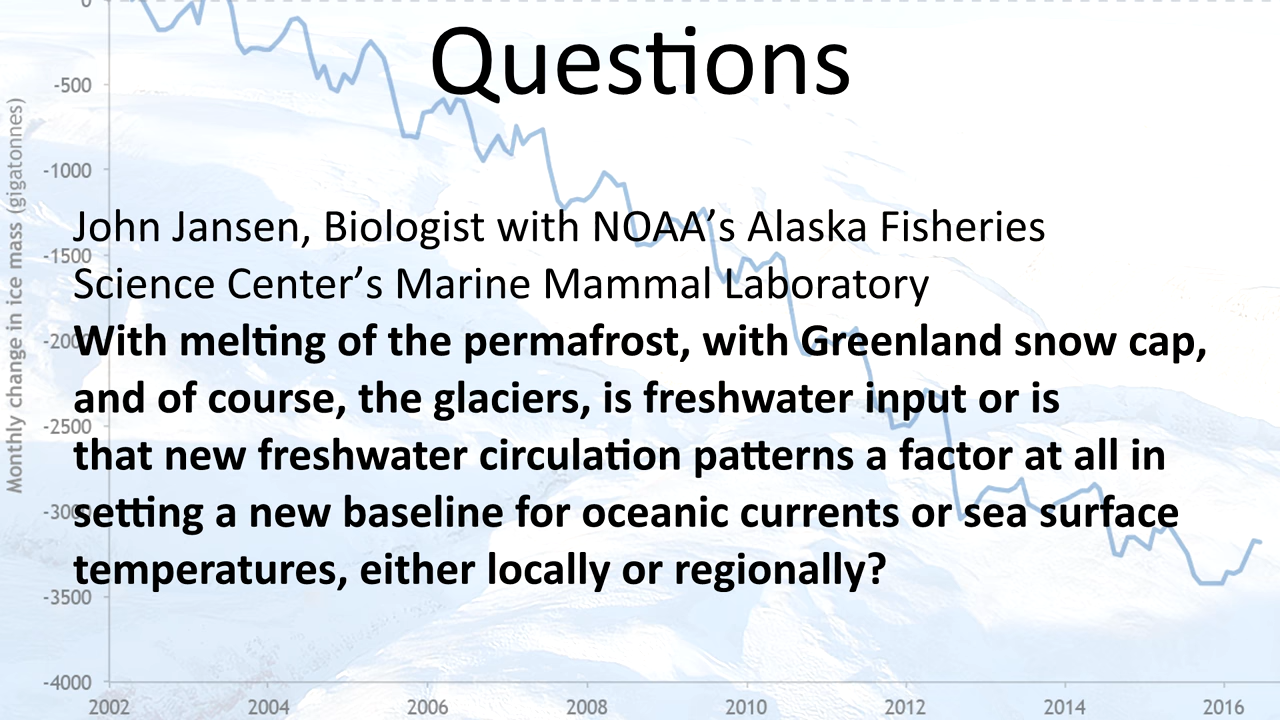 Questions
John Jansen, Biologist with NOAA’s Alaska Fisheries
Science Center’s Marine Mammal Laboratory
With melting of the permafrost, with Greenland snow cap,
and of course, the glaciers, is freshwater input or is
that new freshwater circulation patterns a factor at all in
setting a new baseline for oceanic currents or sea surface
temperatures, either locally or regionally?
Monthly change in ice mass (gigatonnes)
0
-500
-1000
-1500
-2000
-2500
-3000
-3500
-4000
2002 2004 2006 2008 2010 2012 2014 2016